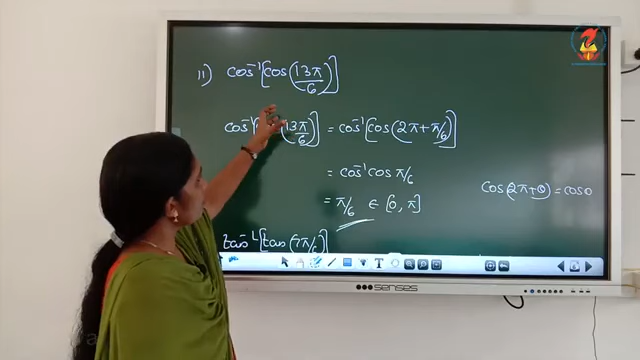 11) cos⁻¹[cos(13π/6)]
cos⁻¹[ (13π/6)] = cos⁻¹[cos(2π+π/6)]
= cos⁻¹ cos π/6
= π/6 ∈ [0, π]
cos(2π+θ) = cosθ
tan⁻¹[tan(7π/6)]
senses